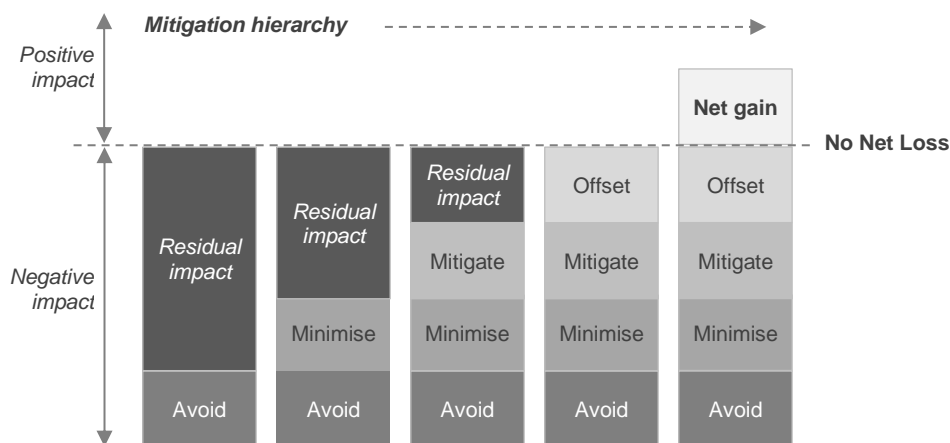 Mitigation hierarchy
Positive
impact
Net gain
No Net Loss
Negative
impact
Residual
impact
Avoid
Residual
impact
Minimise
Avoid
Residual
impact
Mitigate
Minimise
Avoid
Offset
Mitigate
Minimise
Avoid
Offset
Mitigate
Minimise
Avoid